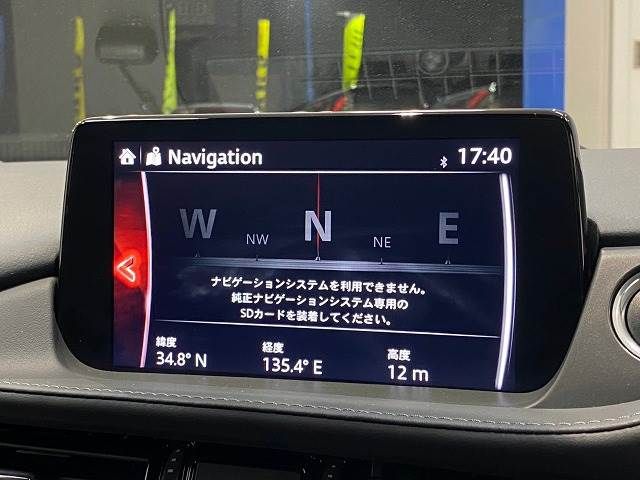 Navigation 17:40
W NW N NE E
ナビゲーションシステムを利用できません。
純正ナビゲーションシステム専用の
SDカードを装着してください。
緯度 経度 高度
34.8° N 135.4° E 12 m